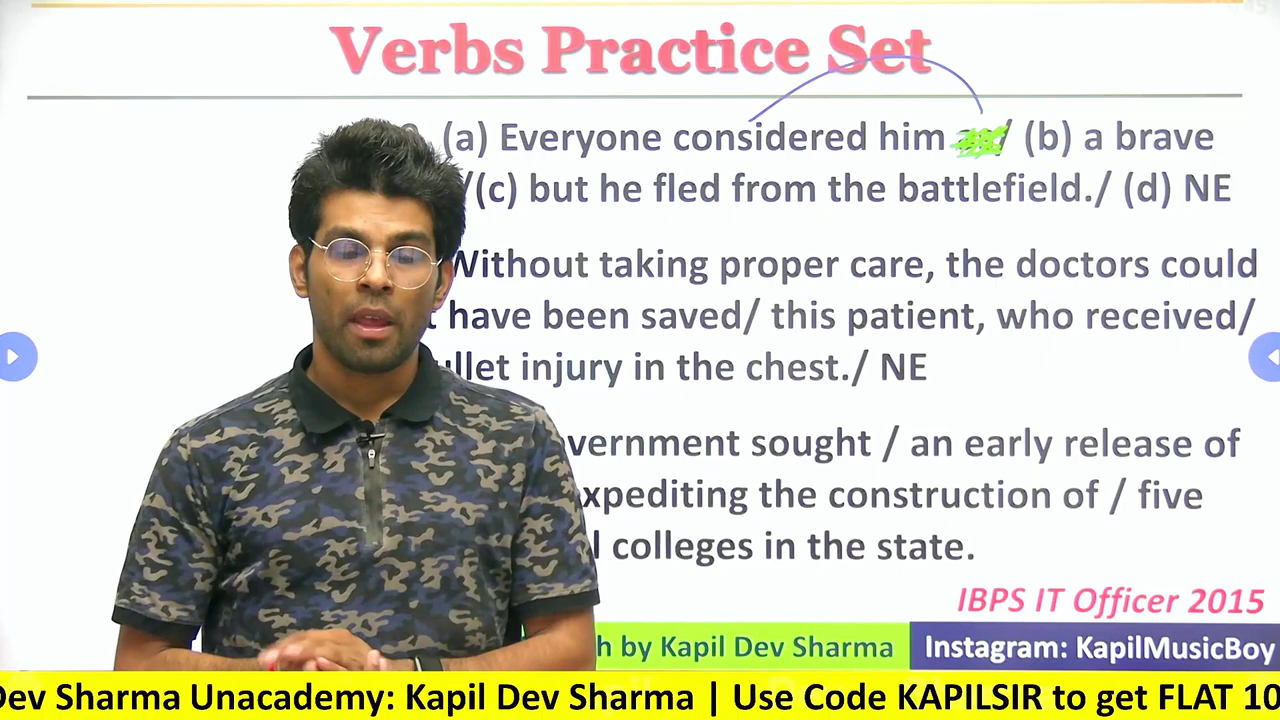 Verbs Practice Set
(a) Everyone considered him / (b) a brave
/(c) but he fled from the battlefield./ (d) NE
Without taking proper care, the doctors could
have been saved/ this patient, who received/
injury in the chest./ NE
sought / an early release of
the construction of / five
colleges in the state.
IBPS IT Officer 2015
by Kapil Dev Sharma
Instagram: KapilMusicBoy
Dev Sharma Unacademy: Kapil Dev Sharma | Use Code KAPILSIR to get FLAT 10